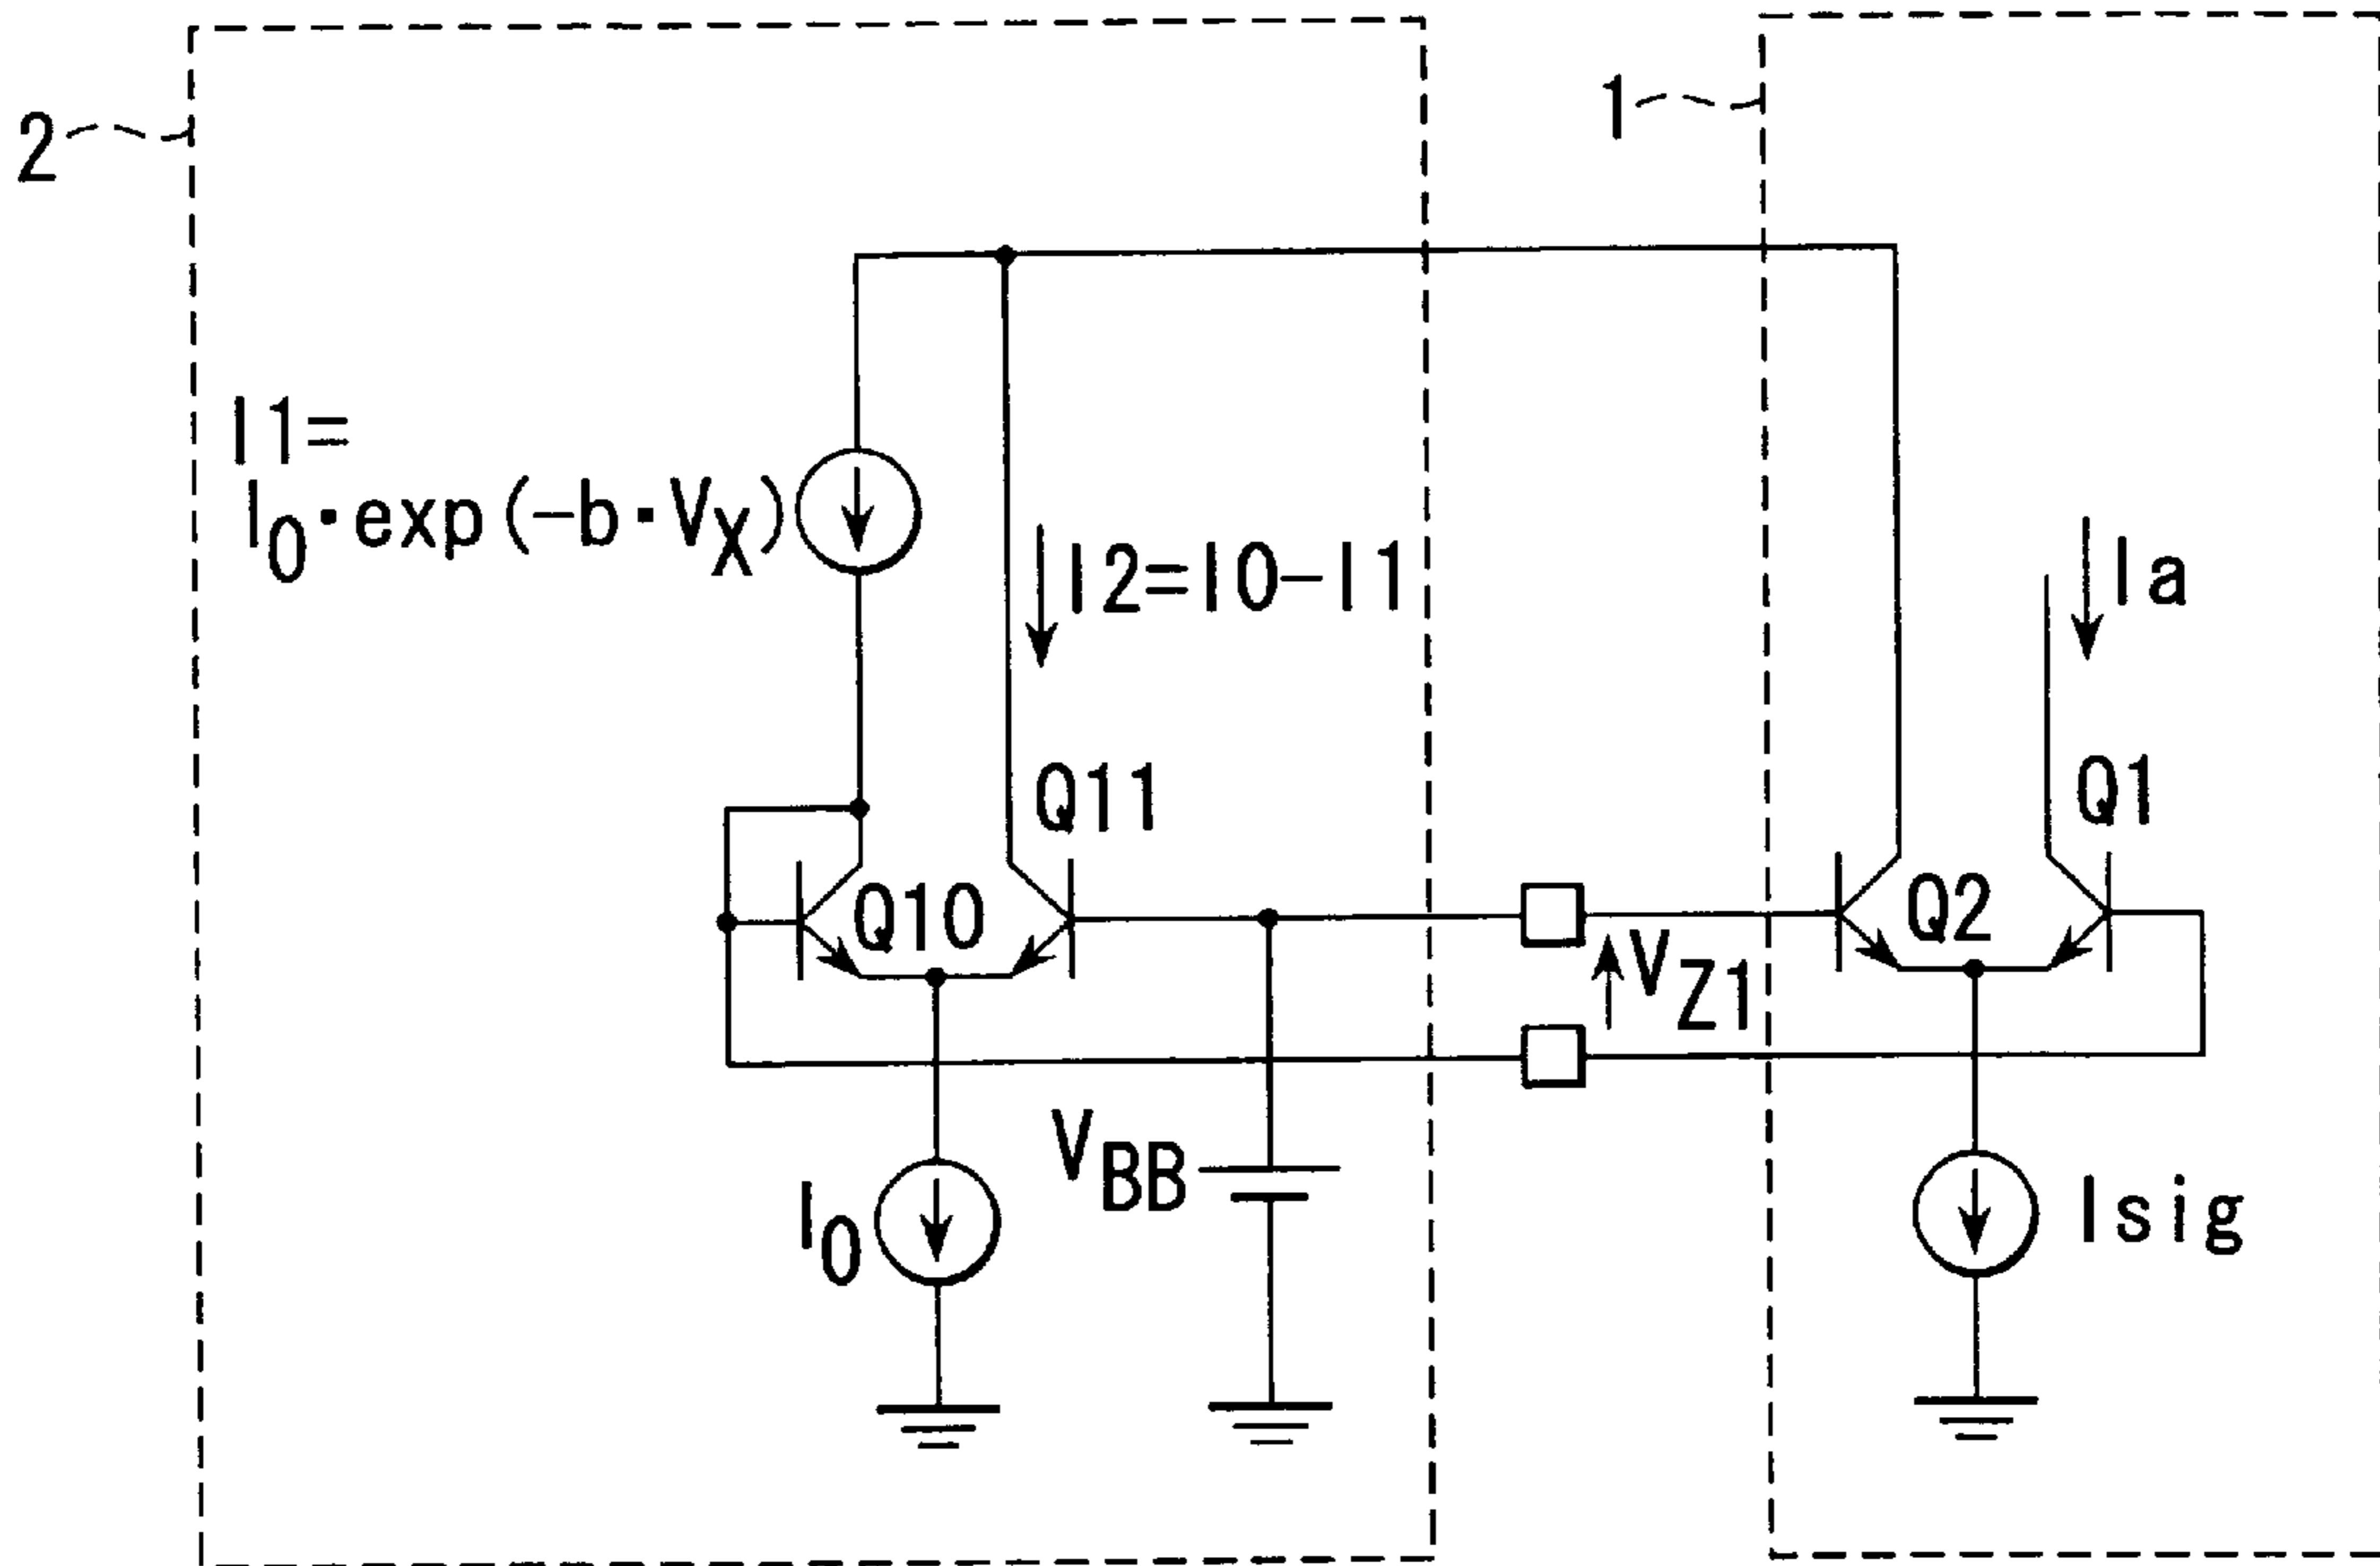 2
1
I1=
I0·exp(-b·VX)
I2=I0-I1
Ia
Q11
Q1
Q10
Q2
VZ1
VBB
I0
Isig